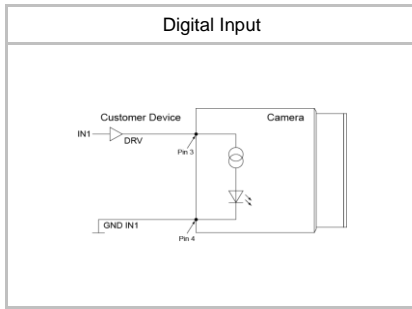 Digital Input
Customer Device
Camera
IN1
DRV
Pin 3
GND IN1
Pin 4